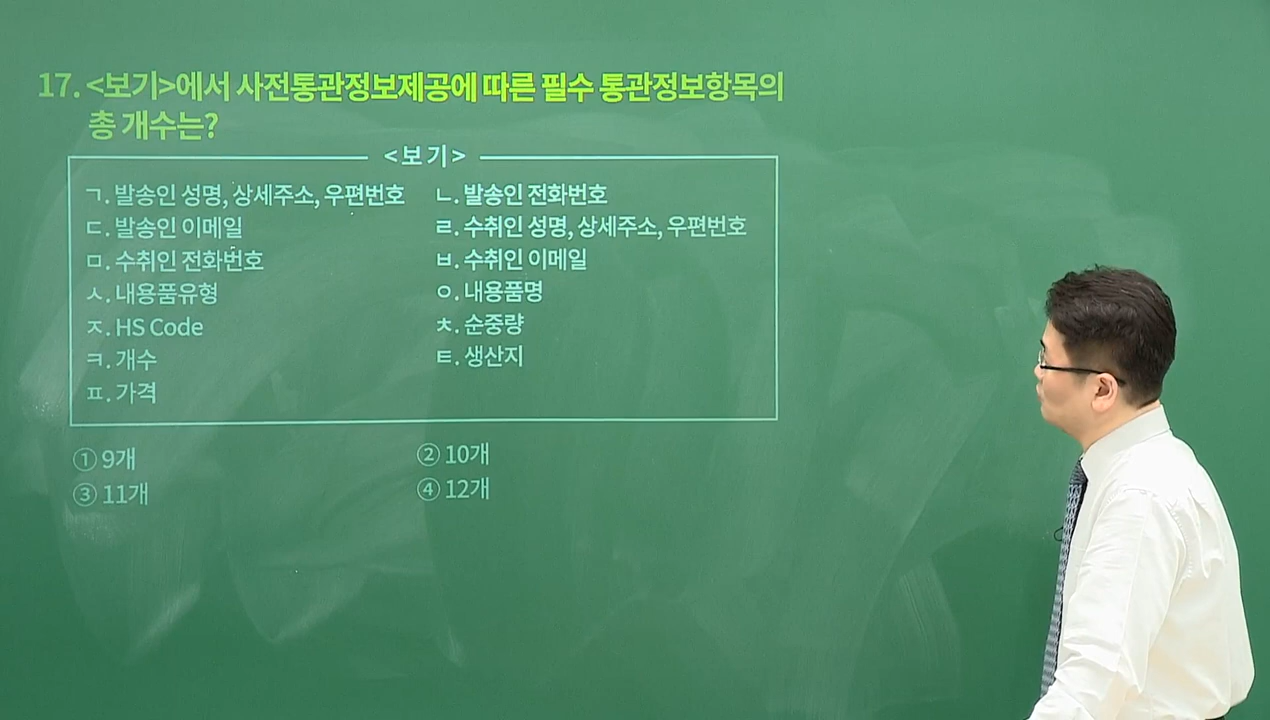 17. <보기>에서 사전통관정보제공에 따른 필수 통관정보항목의
총 개수는?
<보기>
ㄱ. 발송인 성명, 상세주소, 우편번호 ㄴ. 발송인 전화번호
ㄷ. 발송인 이메일 ㄹ. 수취인 성명, 상세주소, 우편번호
ㅁ. 수취인 전화번호 ㅂ. 수취인 이메일
ㅅ. 내용품유형 ㅇ. 내용품명
ㅈ. HS Code ㅊ. 순중량
ㅋ. 개수 ㅌ. 생산지
ㅍ. 가격
① 9개 ② 10개
③ 11개 ④ 12개